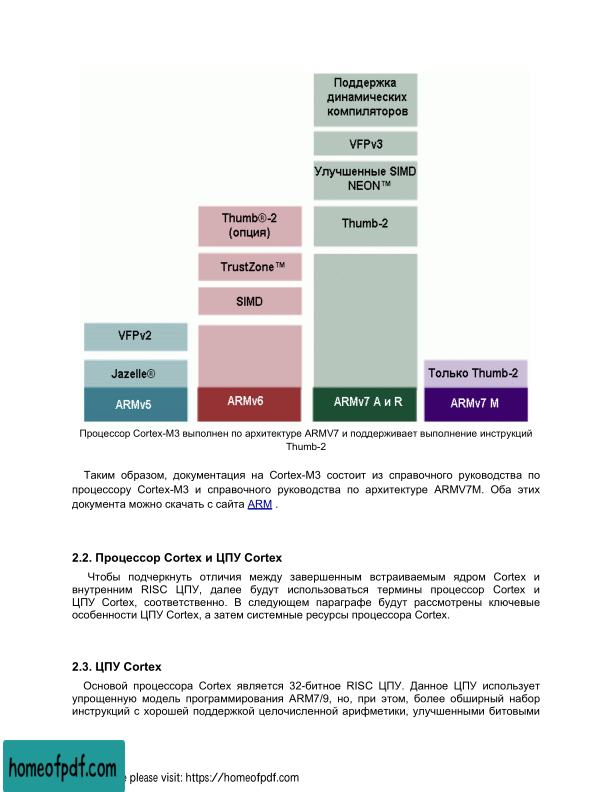 Поддержка
динамических
компиляторов
VFPv3
Улучшенные SIMD
NEON™
Thumb®-2
(опция)
Thumb-2
TrustZone™
SIMD
VFPv2
Jazelle®
Только Thumb-2
ARMv5
ARMv6
ARMv7 A и R
ARMv7 M
Процессор Cortex-M3 выполнен по архитектуре ARMV7 и поддерживает выполнение инструкций
Thumb-2
Таким образом, документация на Cortex-M3 состоит из справочного руководства по
процессору Cortex-M3 и справочного руководства по архитектуре ARMV7M. Оба этих
документа можно скачать с сайта ARM .
2.2. Процессор Cortex и ЦПУ Cortex
Чтобы подчеркнуть отличия между завершенным встраиваемым ядром Cortex и
внутренним RISC ЦПУ, далее будут использоваться термины процессор Cortex и
ЦПУ Cortex, соответственно. В следующем параграфе будут рассмотрены ключевые
особенности ЦПУ Cortex, а затем системные ресурсы процессора Cortex.
2.3. ЦПУ Cortex
Основой процессора Cortex является 32-битное RISC ЦПУ. Данное ЦПУ использует
упрощенную модель программирования ARM7/9, но, при этом, более обширный набор
инструкций с хорошей поддержкой целочисленной арифметики, улучшенными битовыми
homeofpdf.com
e please visit: https://homeofpdf.com